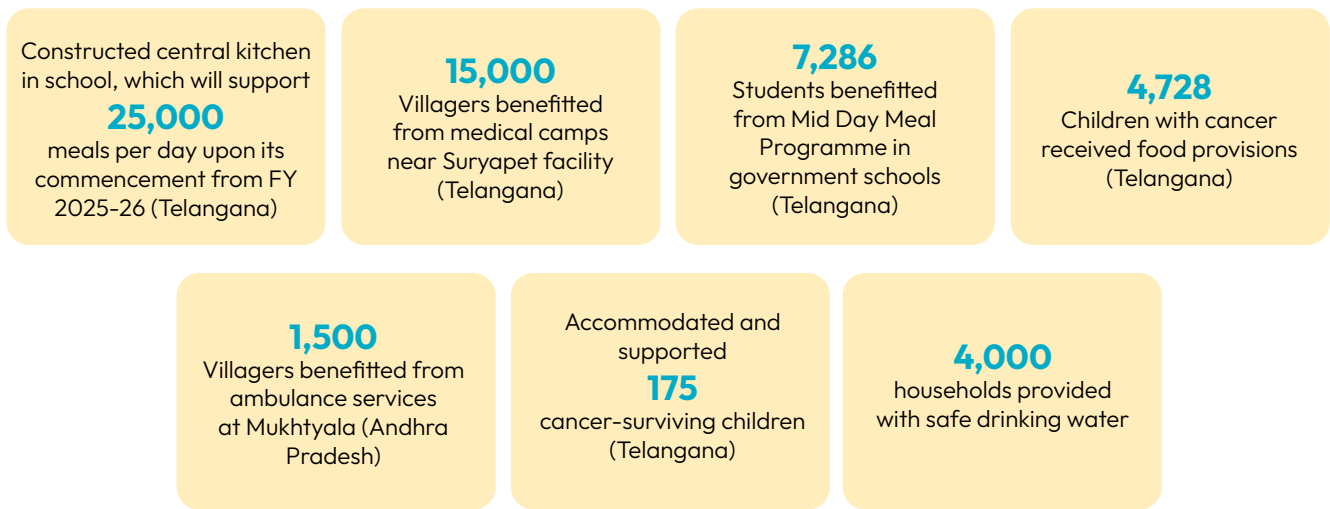 Constructed central kitchen
in school, which will support
25,000
meals per day upon its
commencement from FY
2025-26 (Telangana)
15,000
Villagers benefitted
from medical camps
near Suryapet facility
(Telangana)
7,286
Students benefitted
from Mid Day Meal
Programme in
government schools
(Telangana)
4,728
Children with cancer
received food provisions
(Telangana)
1,500
Villagers benefitted from
ambulance services
at Mukhtyala (Andhra
Pradesh)
Accommodated and
supported
175
cancer-surviving children
(Telangana)
4,000
households provided
with safe drinking water